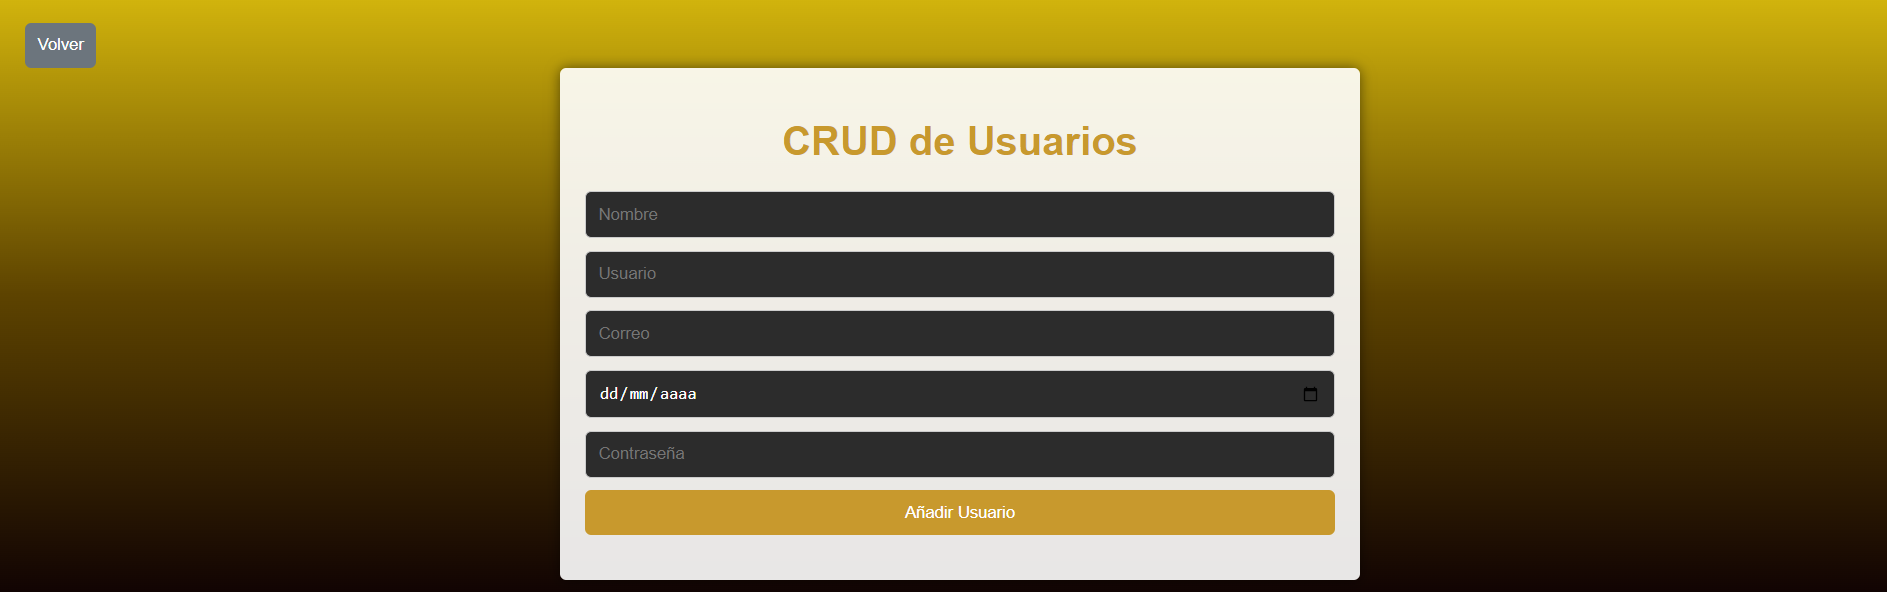 Volver
CRUD de Usuarios
Nombre
Usuario
Correo
dd/mm/aaaa
Contraseña
Añadir Usuario